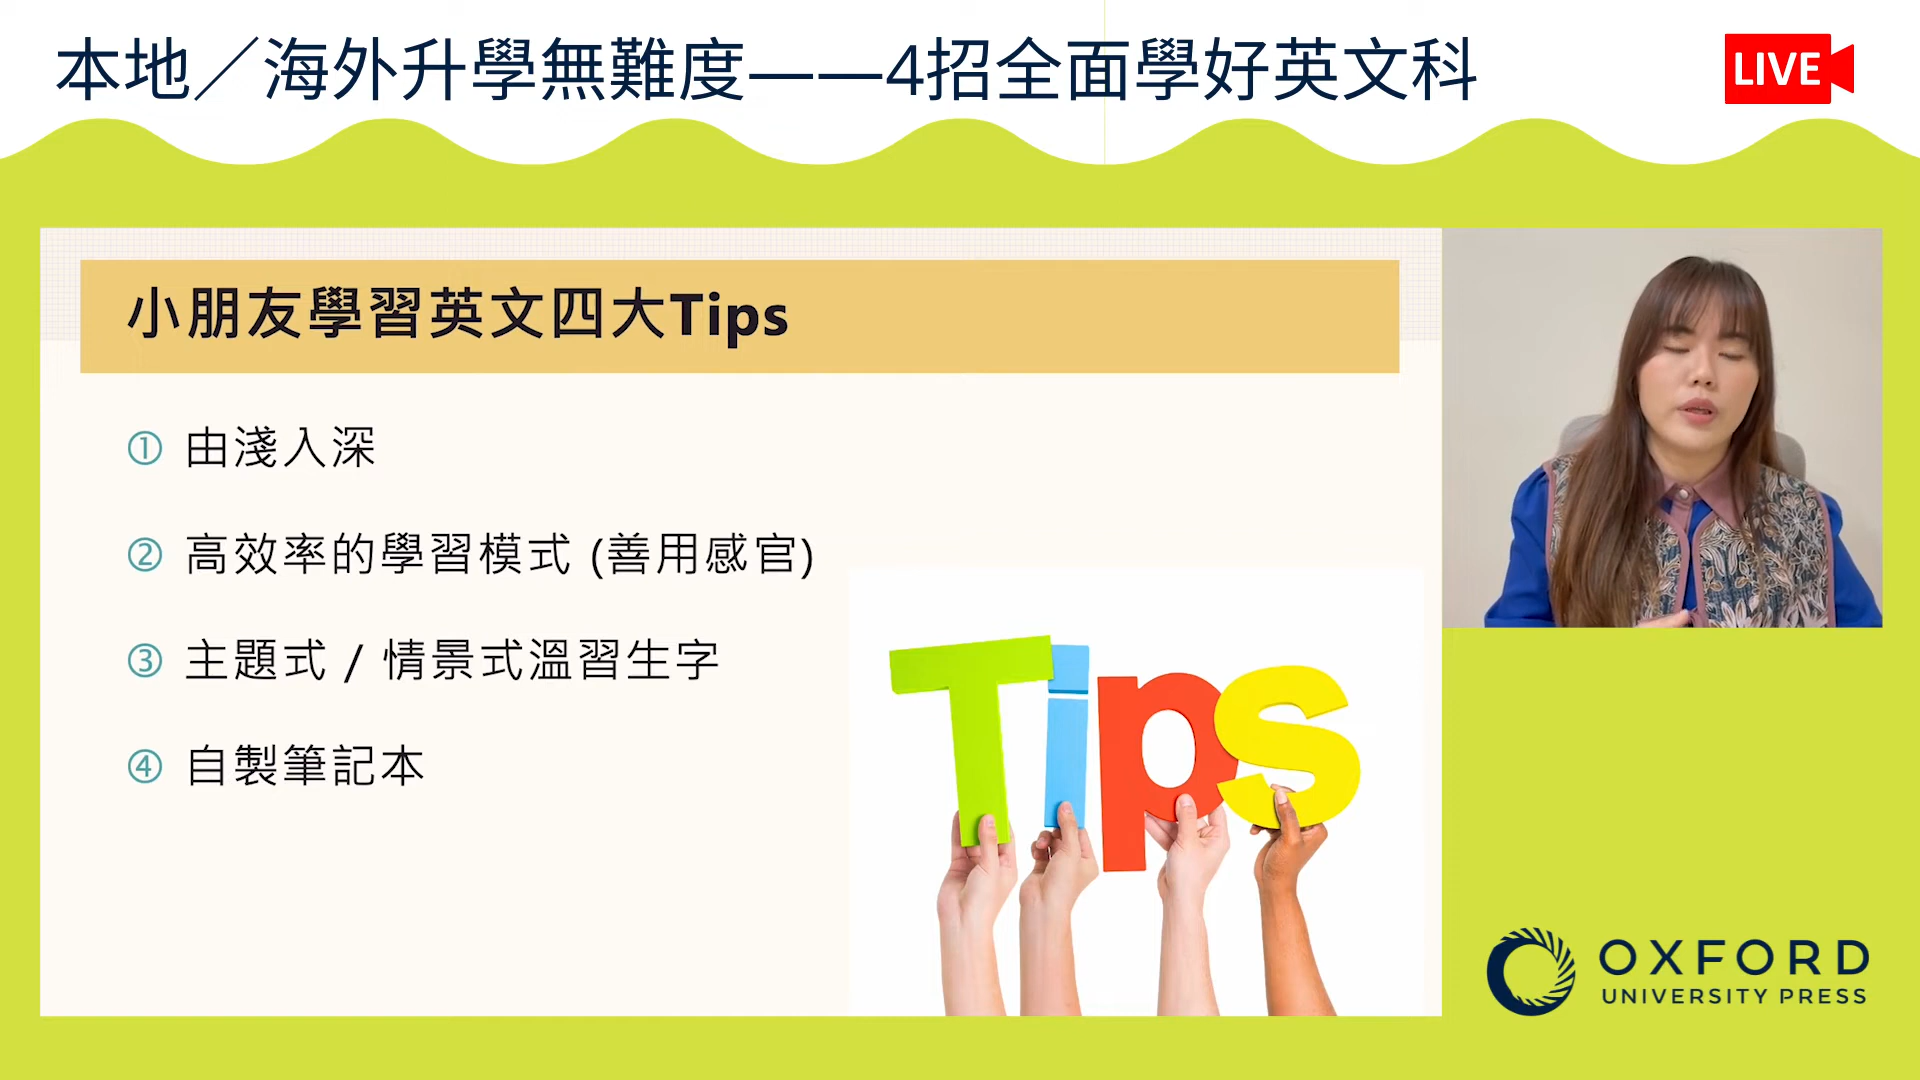 本地／海外升學無難度——4招全面學好英文科
LIVE
小朋友學習英文四大Tips
① 由淺入深
② 高效率的學習模式 (善用感官)
③ 主題式 / 情景式溫習生字
④ 自製筆記本
Tips
OXFORD
UNIVERSITY PRESS